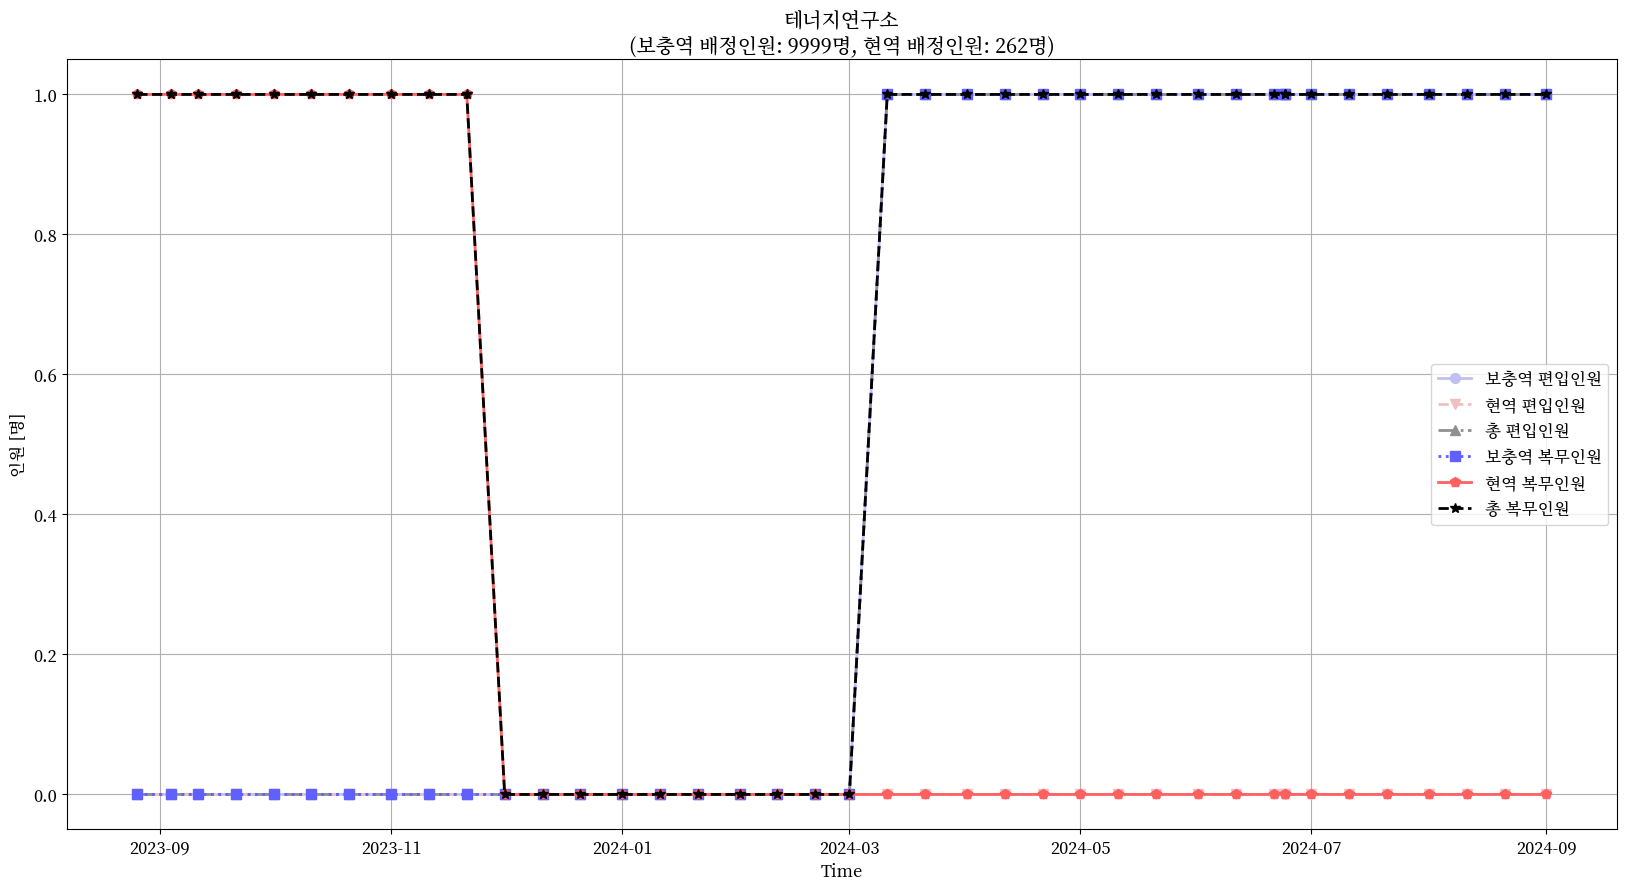 테너지연구소
(보충역 배정인원: 9999명, 현역 배정인원: 262명)
인원 [명]
1.0
0.8
0.6
0.4
0.2
0.0
보충역 편입인원
현역 편입인원
총 편입인원
보충역 복무인원
현역 복무인원
총 복무인원
2023-09
2023-11
2024-01
2024-03
2024-05
2024-07
2024-09
Time